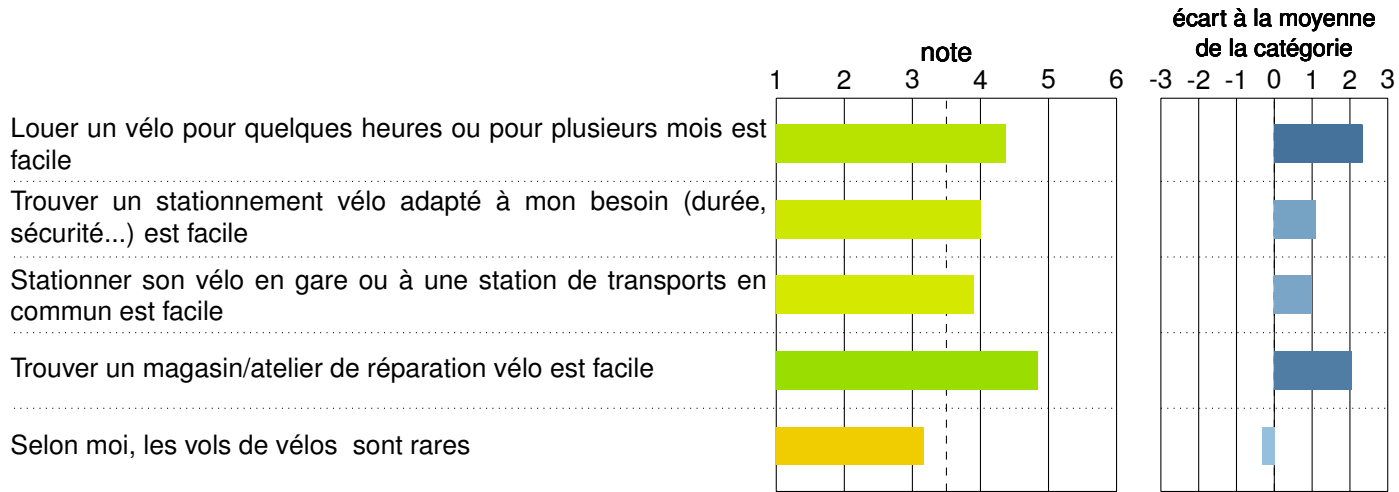 écart à la moyenne
de la catégorie
note
1 2 3 4 5 6
-3 -2 -1 0 1 2 3
Louer un vélo pour quelques heures ou pour plusieurs mois est
facile
Trouver un stationnement vélo adapté à mon besoin (durée,
sécurité...) est facile
Stationner son vélo en gare ou à une station de transports en
commun est facile
Trouver un magasin/atelier de réparation vélo est facile
Selon moi, les vols de vélos sont rares